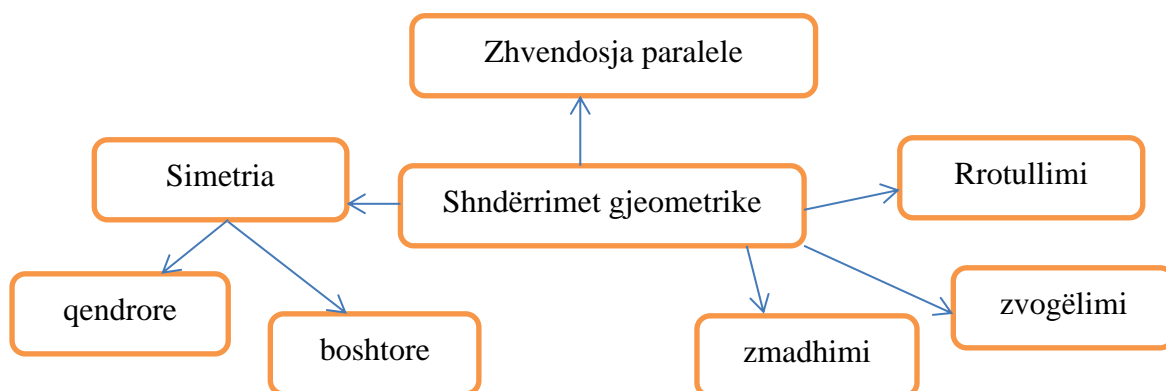 Zhvendosja paralele
Simetria
Shndërrimet gjeometrike
Rrotullimi
qendrore
boshtore
zmadhimi
zvogëlimi